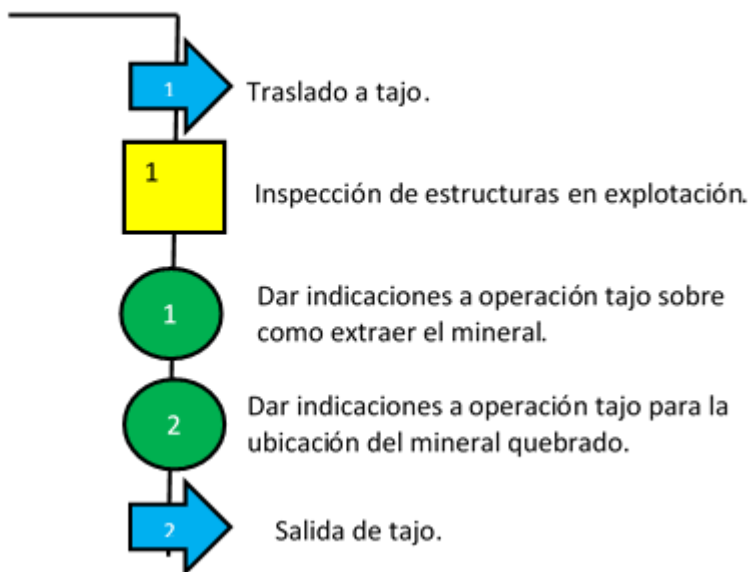 1
Traslado a tajo.
1
Inspección de estructuras en explotación.
1
Dar indicaciones a operación tajo sobre
como extraer el mineral.
2
Dar indicaciones a operación tajo para la
ubicación del mineral quebrado.
2
Salida de tajo.